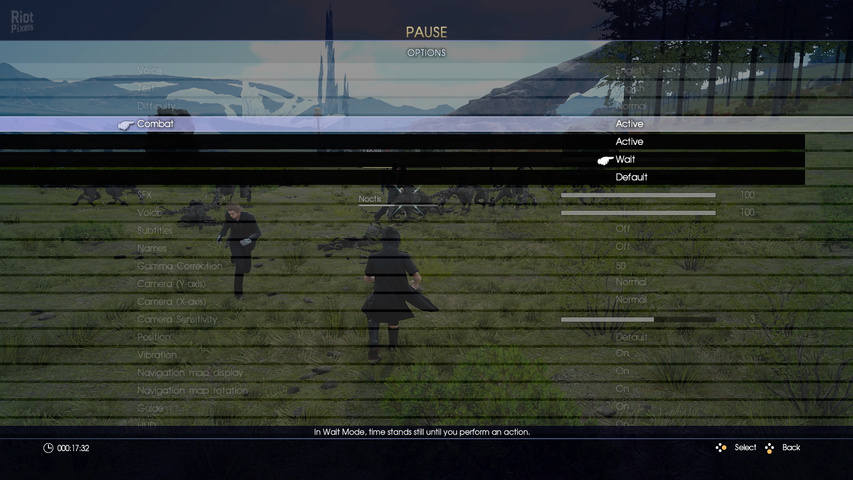 Riot
Pixels
PAUSE
OPTIONS
Difficulty Normal
Combat Active
Active
Wait
Default
SFX 100
Noctis
Voice 100
Subtitles Off
Names Off
Gamma Correction 50
Camera (Y-axis) Normal
Camera (X-axis) Normal
Camera Sensitivity 3
Position Default
Vibration On
Navigation map display On
Navigation map rotation On
Guide On
In Wait Mode, time stands still until you perform an action.
000:17:32 Select Back